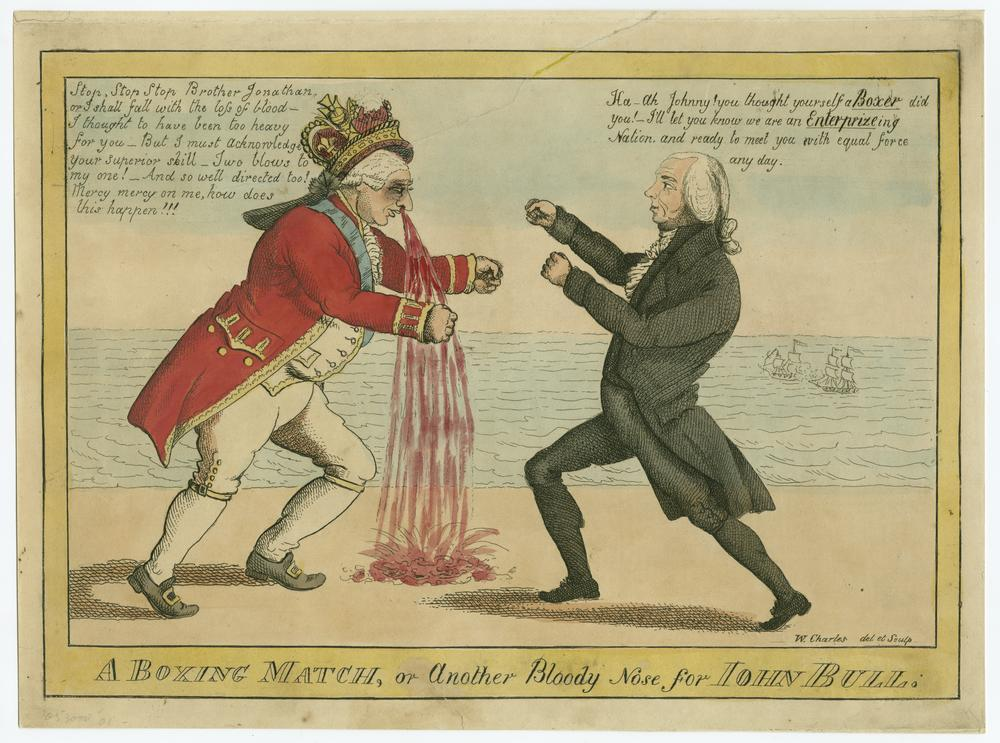 Stop, Stop Stop Brother Jonathan,
or I shall fall with the loss of blood —
I thought to have been too heavy
for you — But I must acknowledge
your superior skill — Two blows to
my one! — And so well directed too!
Mercy mercy on me, how does
this happen!!!
Ha — Ah Johnny! you thought yourself a Boxer did
you! — I'll let you know we are an Enterprizeing
Nation. and ready to meet you with equal force
any day.
W. Charles del et Sculp
A BOXING MATCH, or Another Bloody Nose for IOHN BULL.